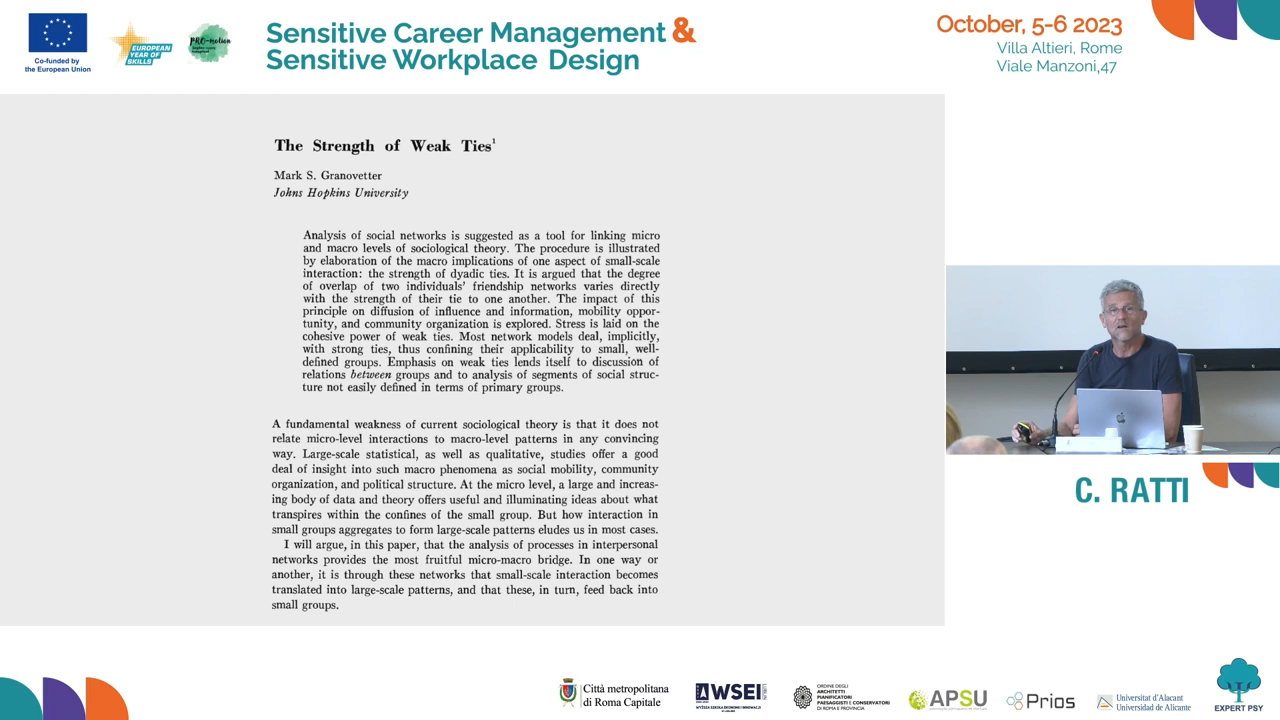 Co-funded by
the European Union
EUROPEAN
YEAR OF
SKILLS
PRO-motion
Sensitive Career Management &
Sensitive Workplace Design
October, 5-6 2023
Villa Altieri, Rome
Viale Manzoni,47
The Strength of Weak Ties¹
Mark S. Granovetter
Johns Hopkins University
Analysis of social networks is suggested as a tool for linking micro
and macro levels of sociological theory. The procedure is illustrated
by elaboration of the macro implications of one aspect of small-scale
interaction: the strength of dyadic ties. It is argued that the degree
of overlap of two individuals' friendship networks varies directly
with the strength of their tie to one another. The impact of this
principle on diffusion of influence and information, mobility oppor-
tunity, and community organization is explored. Stress is laid on the
cohesive power of weak ties. Most network models deal, implicitly,
with strong ties, thus confining their applicability to small, well-
defined groups. Emphasis on weak ties lends itself to discussion of
relations between groups and to analysis of segments of social struc-
ture not easily defined in terms of primary groups.
A fundamental weakness of current sociological theory is that it does not
relate micro-level interactions to macro-level patterns in any convincing
way. Large-scale statistical, as well as qualitative, studies offer a good
deal of insight into such macro phenomena as social mobility, community
organization, and political structure. At the micro level, a large and increas-
ing body of data and theory offers useful and illuminating ideas about what
transpires within the confines of the small group. But how interaction in
small groups aggregates to form large-scale patterns eludes us in most cases.
I will argue, in this paper, that the analysis of processes in interpersonal
networks provides the most fruitful micro-macro bridge. In one way or
another, it is through these networks that small-scale interaction becomes
translated into large-scale patterns, and that these, in turn, feed back into
small groups.
C. RATTI
Città metropolitana
di Roma Capitale
WSEI
LUBLIN
ORDINE DEGLI
ARCHITETTI
PIANIFICATORI
PAESAGGISTI E CONSERVATORI
DI ROMA E PROVINCIA
APSU
Prios
Universitat d'Alacant
Universidad de Alicante
EXPERT PSY